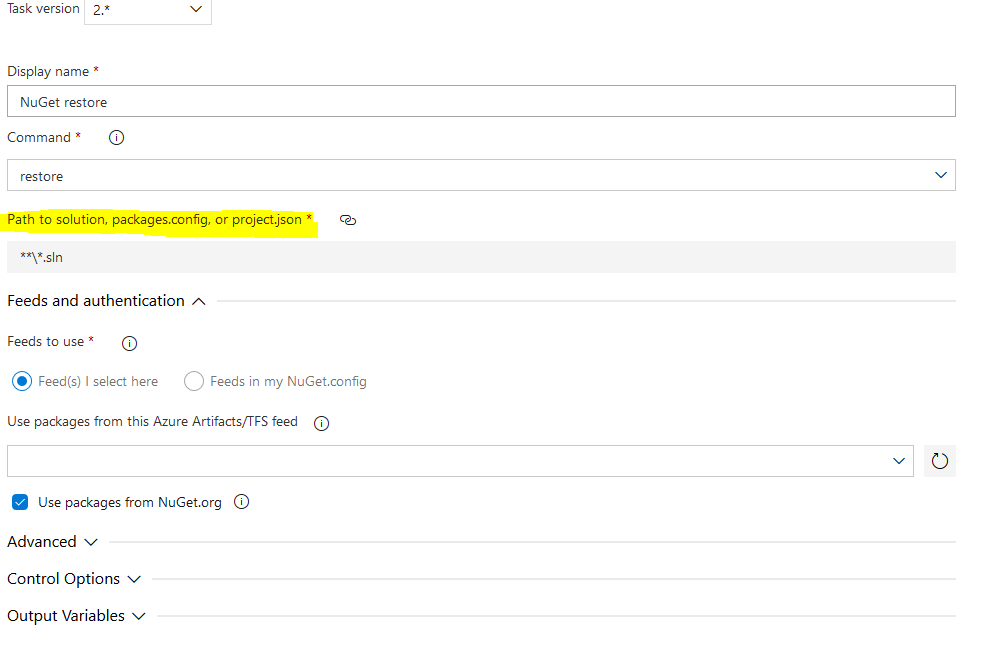 Task version 2.*
Display name *
NuGet restore
Command *
restore
Path to solution, packages.config, or project.json *
**\*.sln
Feeds and authentication
Feeds to use *
Feed(s) I select here Feeds in my NuGet.config
Use packages from this Azure Artifacts/TFS feed
Use packages from NuGet.org
Advanced
Control Options
Output Variables